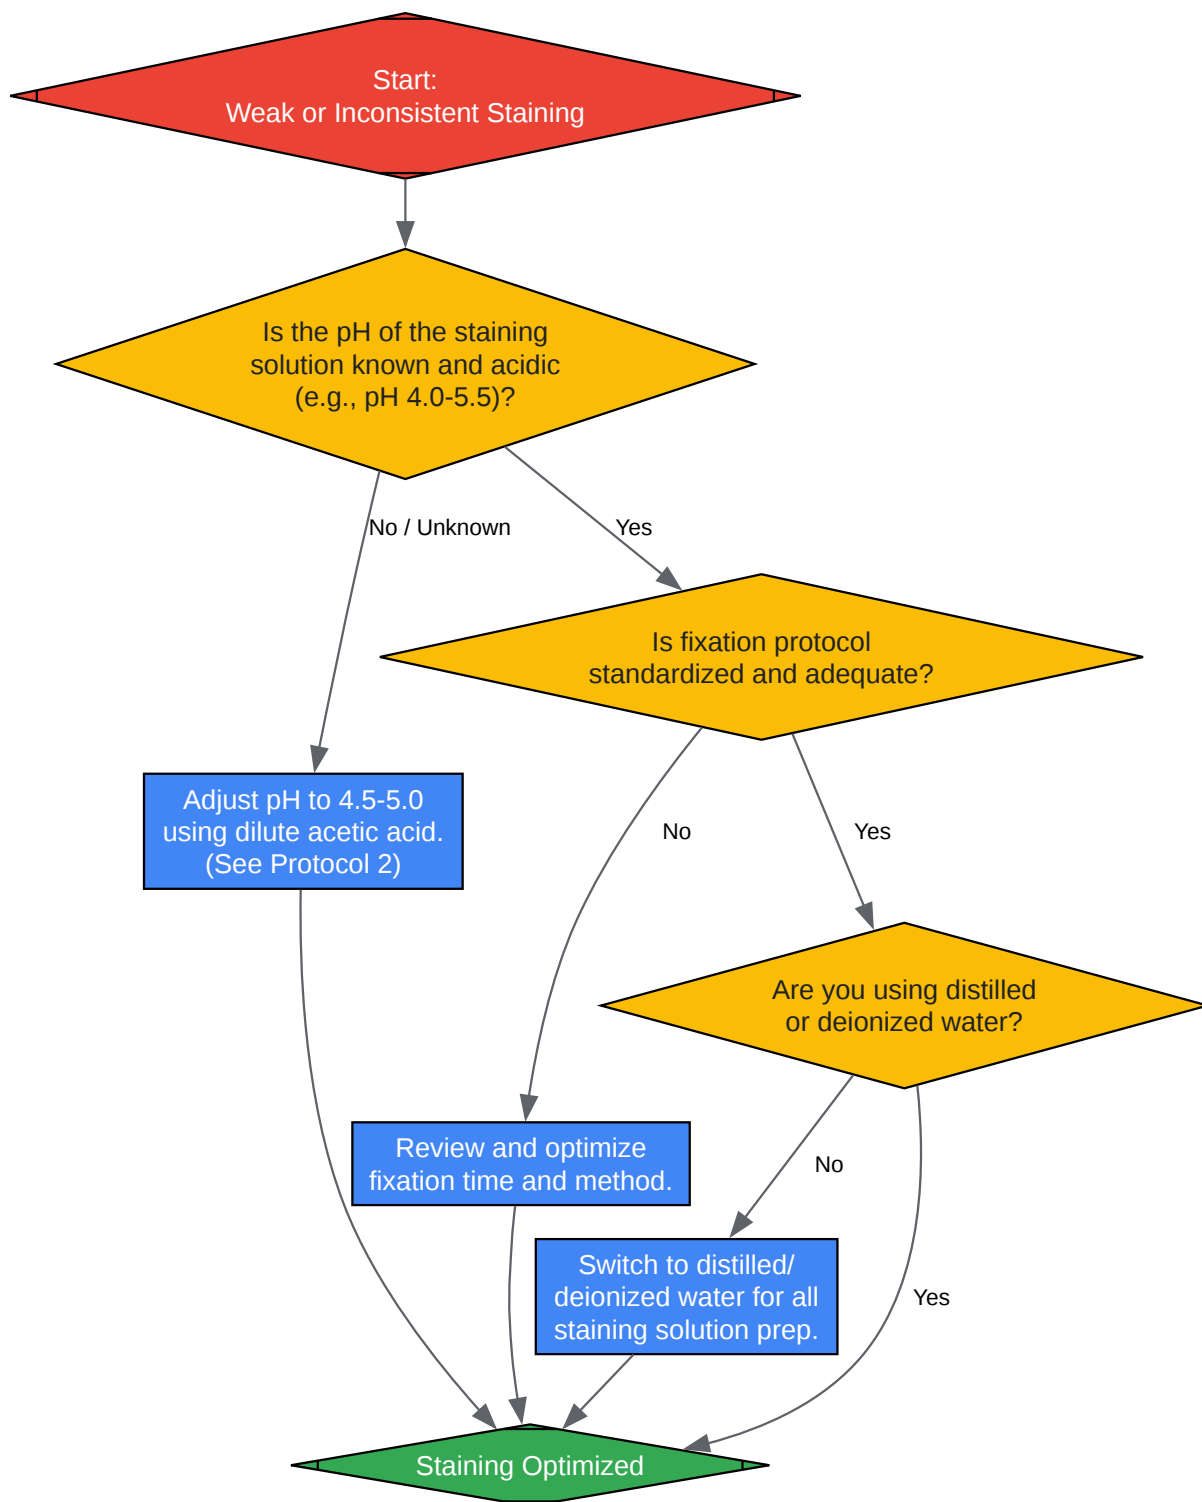 Start:
Weak or Inconsistent Staining
Is the pH of the staining
solution known and acidic
(e.g., pH 4.0-5.5)?
No / Unknown
Yes
Is fixation protocol
standardized and adequate?
Adjust pH to 4.5-5.0
using dilute acetic acid.
(See Protocol 2)
No
Yes
Are you using distilled
or deionized water?
Review and optimize
fixation time and method.
No
Switch to distilled/
deionized water for all
staining solution prep.
Yes
Staining Optimized